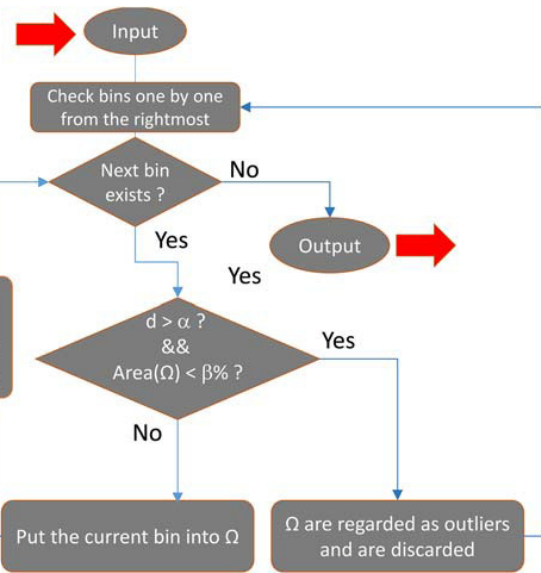 Input
Check bins one by one
from the rightmost
Next bin
exists ?
No
Yes
Output
Yes
d > α ?
&&
Area(Ω) < β% ?
Yes
No
Put the current bin into Ω
Ω are regarded as outliers
and are discarded